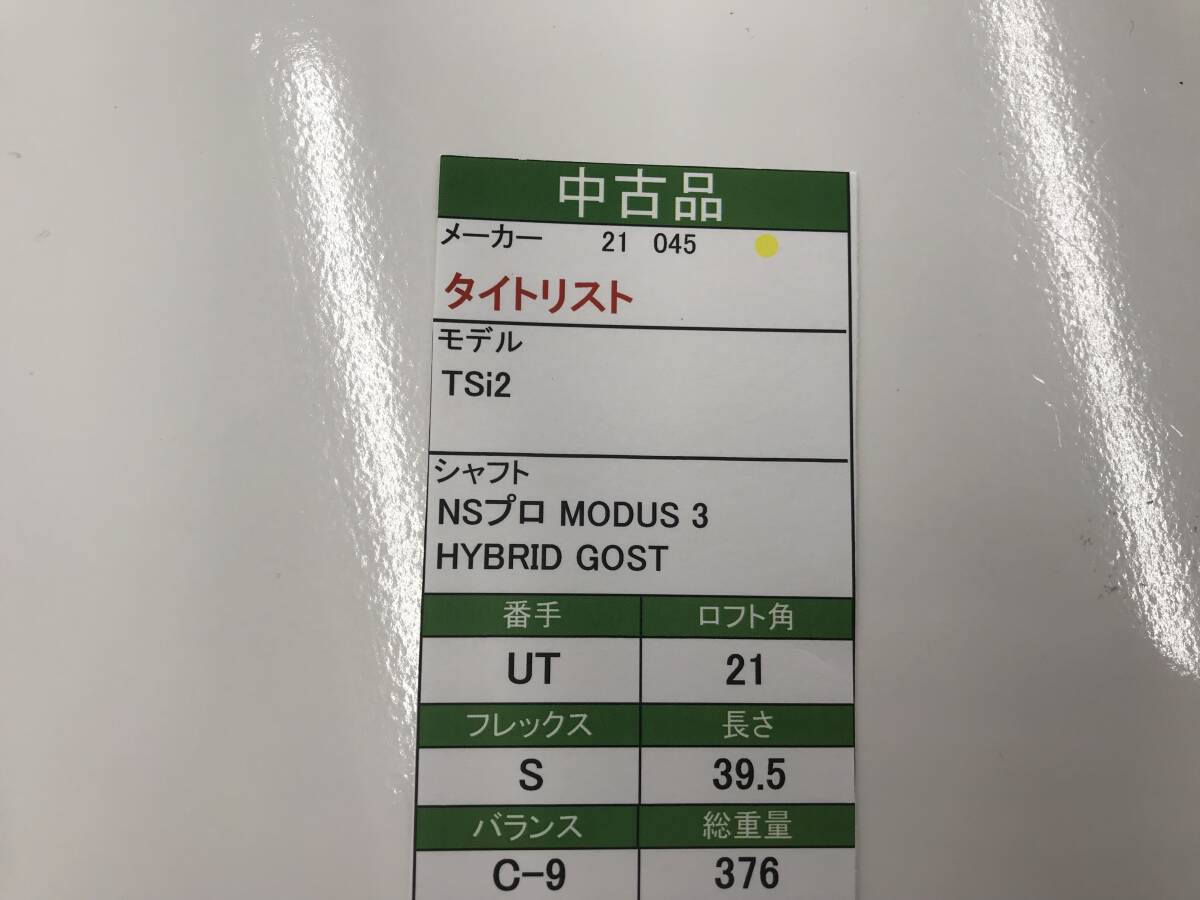 中古品
メーカー 21 045
タイトリスト
モデル
TSi2
シャフト
NSプロ MODUS 3
HYBRID GOST
番手 ロフト角
UT 21
フレックス 長さ
S 39.5
バランス 総重量
C-9 376